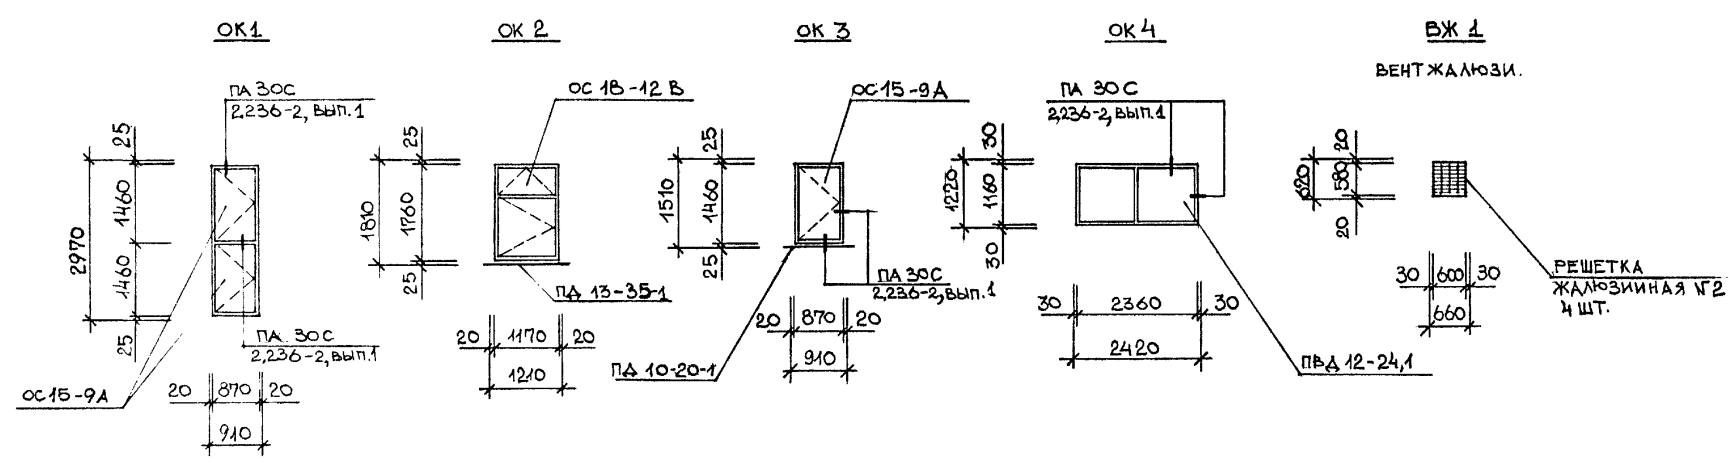 ОК1
ПА 30С
2.236-2, ВЫП.1
25
1460
2970
1460
25
ПА 30С
2.236-2, ВЫП.1
ОС15-9А
20 870 20
910
ОК 2
ОС 18-12 В
25
1810
1760
25
ПД 13-35-1
20 1170 20
1210
ОК 3
ОС15-9А
25
1510
1460
25
ПА 30С
2.236-2, ВЫП.1
20 870 20
910
ПД 10-20-1
ОК 4
ПА 30С
2.236-2, ВЫП.1
30
1220
1160
30
30 2360 30
2420
ПВД 12-24,1
ВЖ 1
ВЕНТ ЖАЛЮЗИ.
20
620
580
20
30 600 30
660
РЕШЕТКА
ЖАЛЮЗИЙНАЯ №2
4 ШТ.